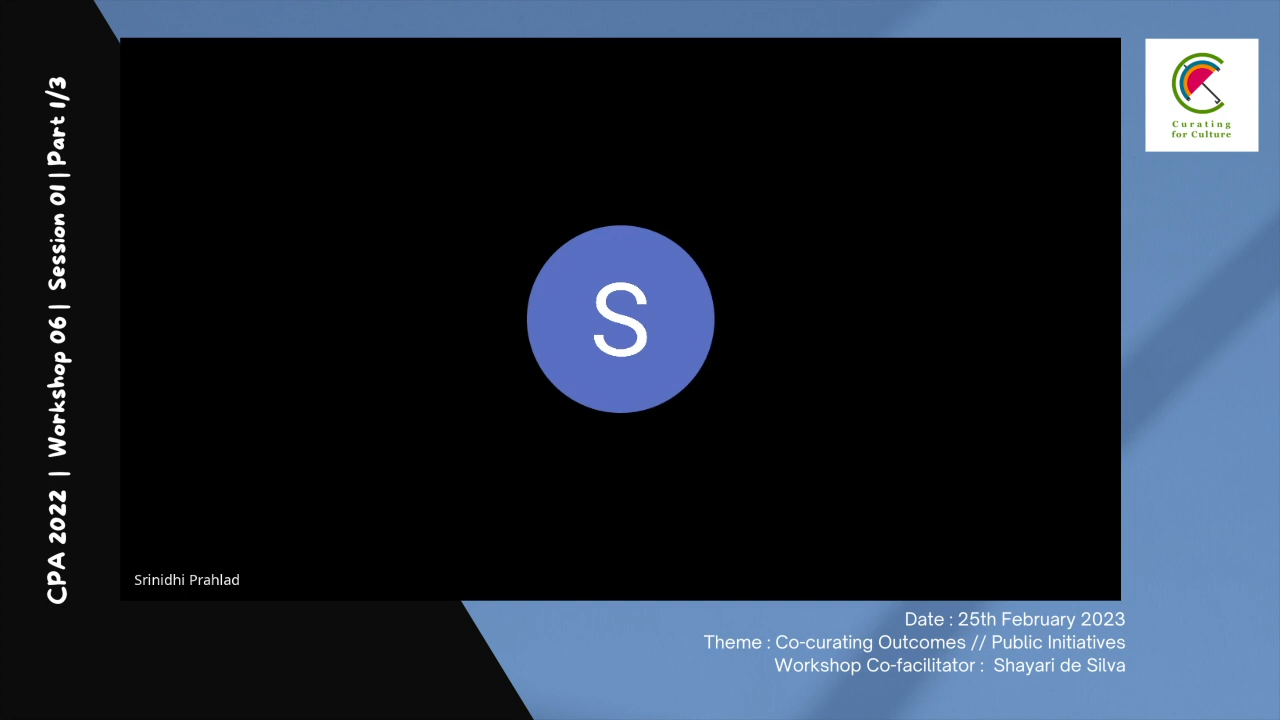 CPA 2022 | Workshop 06 | Session 01 | Part 1/3
S
Srinidhi Prahlad
Curating
for Culture
Date : 25th February 2023
Theme : Co-curating Outcomes // Public Initiatives
Workshop Co-facilitator : Shayari de Silva